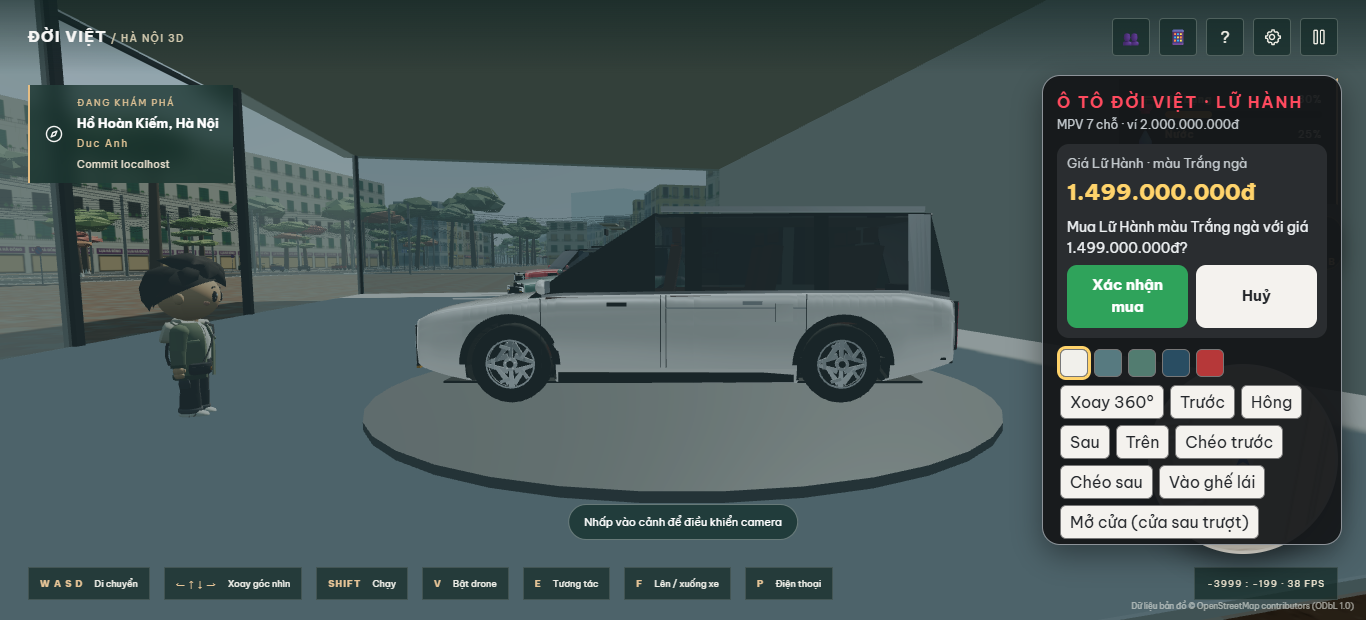 ĐỜI VIỆT / HÀ NỘI 3D
?
ĐANG KHÁM PHÁ
Hồ Hoàn Kiếm, Hà Nội
Duc Anh
Commit localhost
Ô TÔ ĐỜI VIỆT · LỮ HÀNH
MPV 7 chỗ · ví 2.000.000.000đ
Giá Lữ Hành · màu Trắng ngà
1.499.000.000đ
Mua Lữ Hành màu Trắng ngà với giá
1.499.000.000đ?
Xác nhận
mua
Huỷ
Xoay 360°
Trước
Hông
Sau
Trên
Chéo trước
Chéo sau
Vào ghế lái
Mở cửa (cửa sau trượt)
Nhấp vào cảnh để điều khiển camera
W A S D Di chuyển
←↑↓→ Xoay góc nhìn
SHIFT Chạy
V Bật drone
E Tương tác
F Lên / xuống xe
P Điện thoại
-3999 : -199 · 38 FPS
Dữ liệu bản đồ © OpenStreetMap contributors (ODbL 1.0)